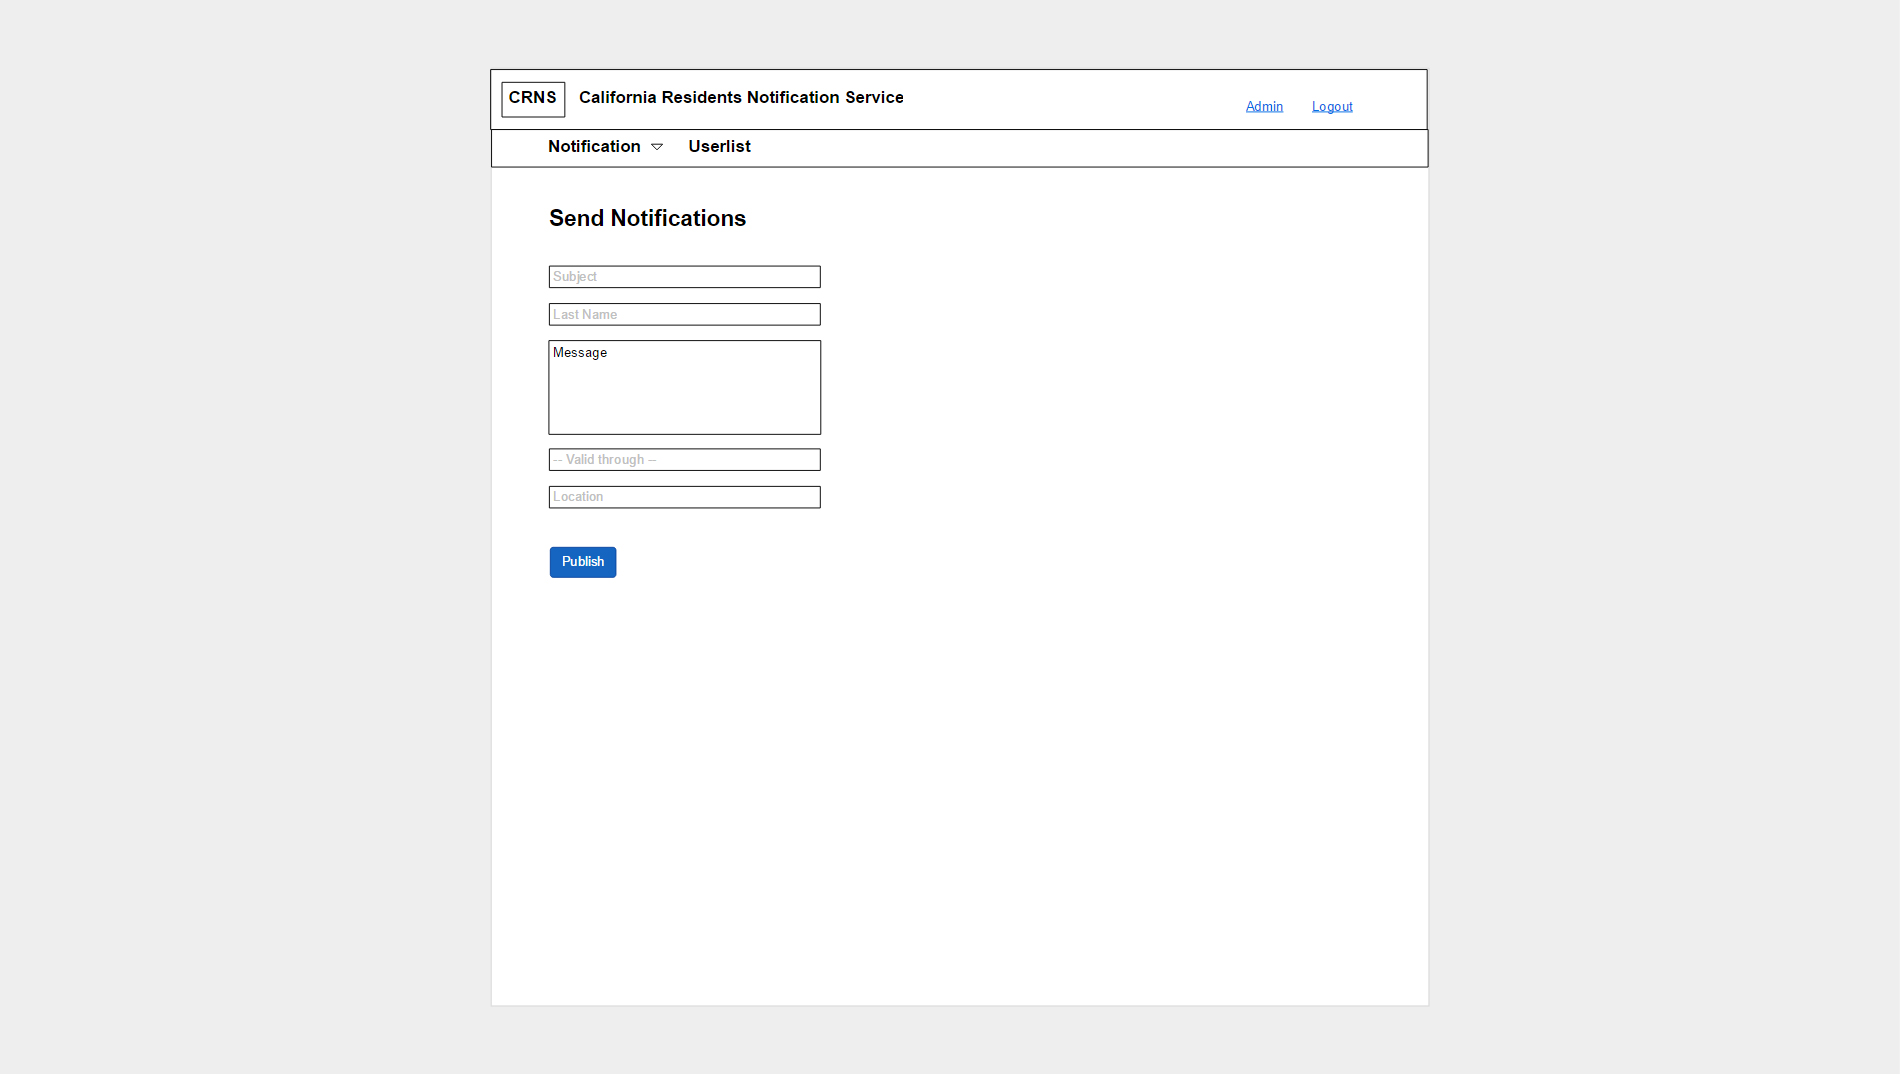 CRNS California Residents Notification Service
Admin Logout
Notification Userlist
Send Notifications
Subject
Last Name
Message
-- Valid through --
Location
Publish